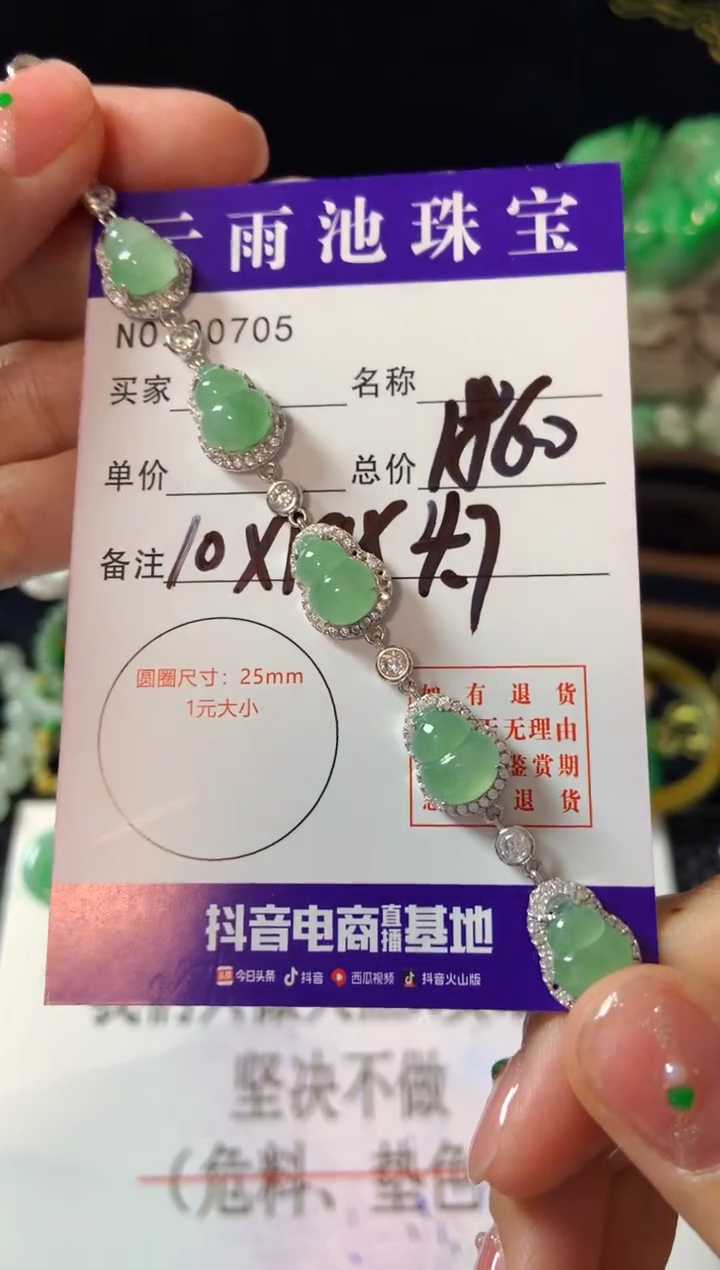 雨池珠宝
00705
买家
名称
单价
总价
备注
10X
4.7
圆圈尺寸：25mm
1元大小
有退货
无理由
鉴赏期
退货
抖音电商直播基地
今日头条 抖音 西瓜视频 抖音火山版
坚决不做
（危料、垫色